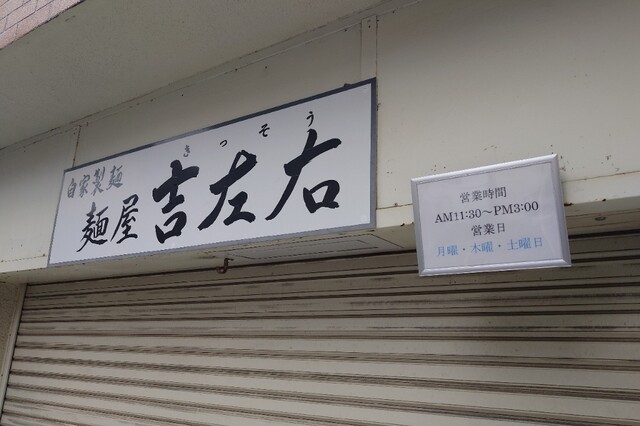 自家製麺
きっそう
麺屋 吉左右
営業時間
AM11:30～PM3:00
営業日
月曜・木曜・土曜日